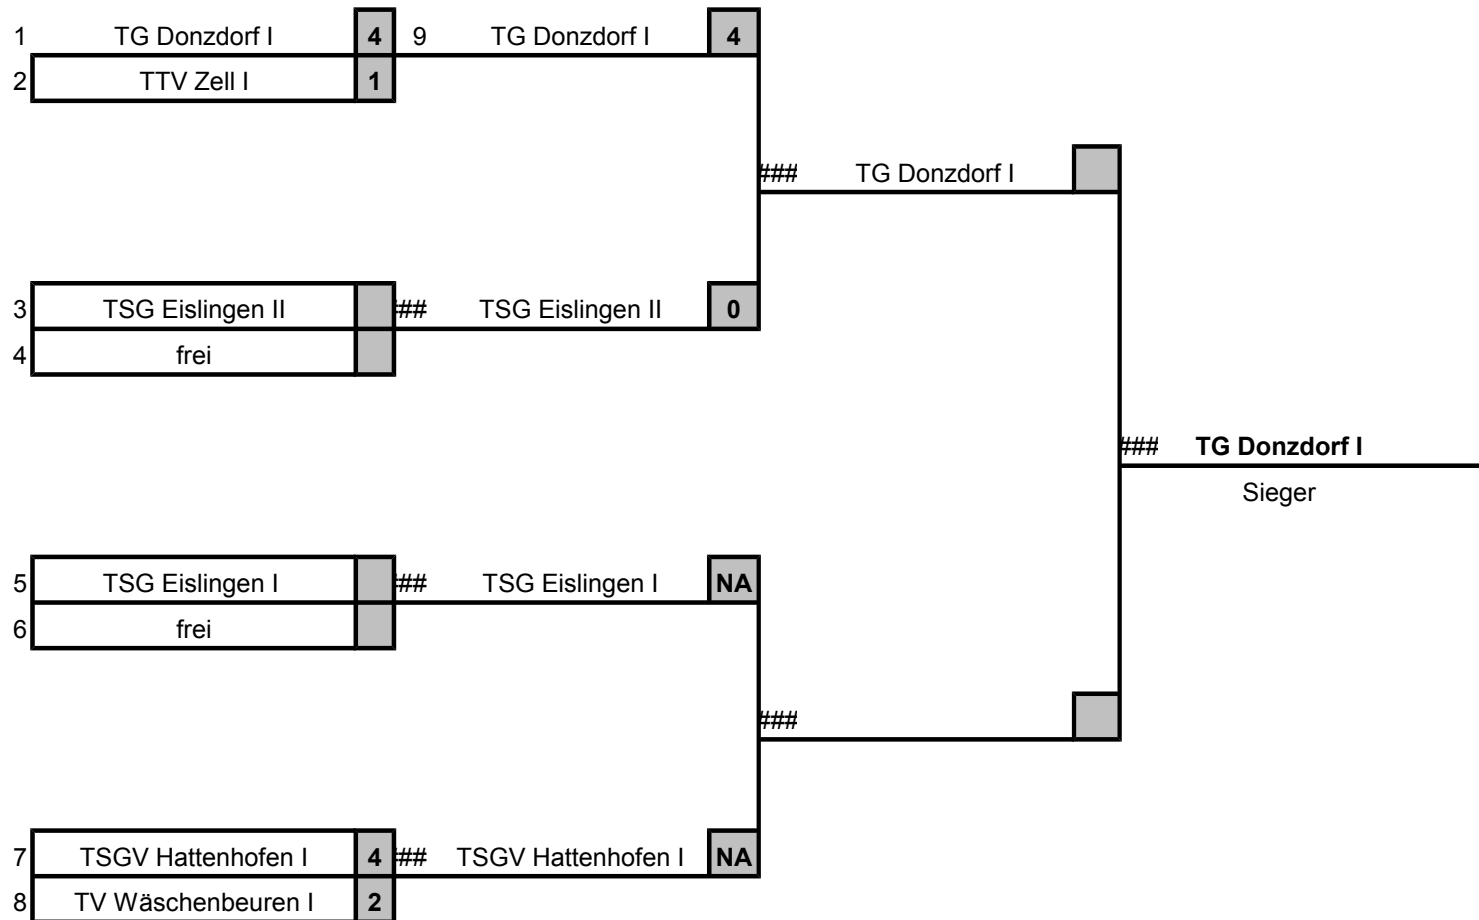 1 TG Donzdorf I 4 9 TG Donzdorf I 4
2 TTV Zell I 1
### TG Donzdorf I
3 TSG Eislingen II ## TSG Eislingen II 0
4 frei
### TG Donzdorf I
Sieger
5 TSG Eislingen I ## TSG Eislingen I NA
6 frei
###
7 TSGV Hattenhofen I 4 ## TSGV Hattenhofen I NA
8 TV Wäschenbeuren I 2